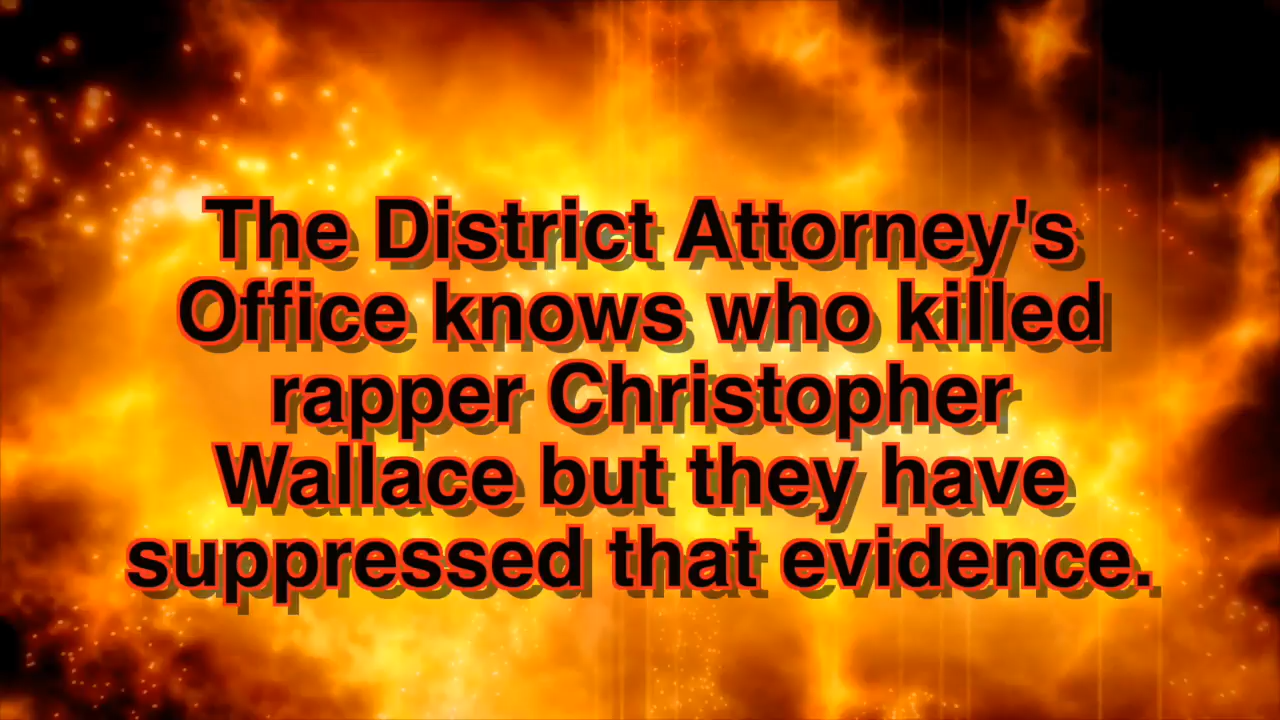 The District Attorney's
Office knows who killed
rapper Christopher
Wallace but they have
suppressed that evidence.